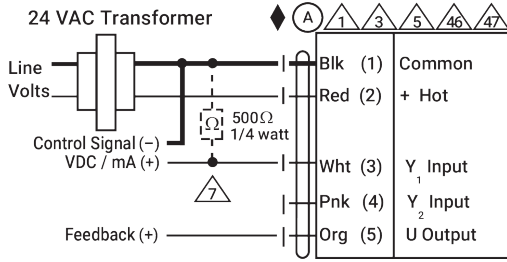 24 VAC Transformer
A 1 3 5 46 47
Line
Volts
Blk (1) Common
Red (2) + Hot
Ω 500Ω
1/4 watt
Control Signal (–)
VDC / mA (+)
Wht (3) Y1 Input
7
Pnk (4) Y2 Input
Feedback (+)
Org (5) U Output